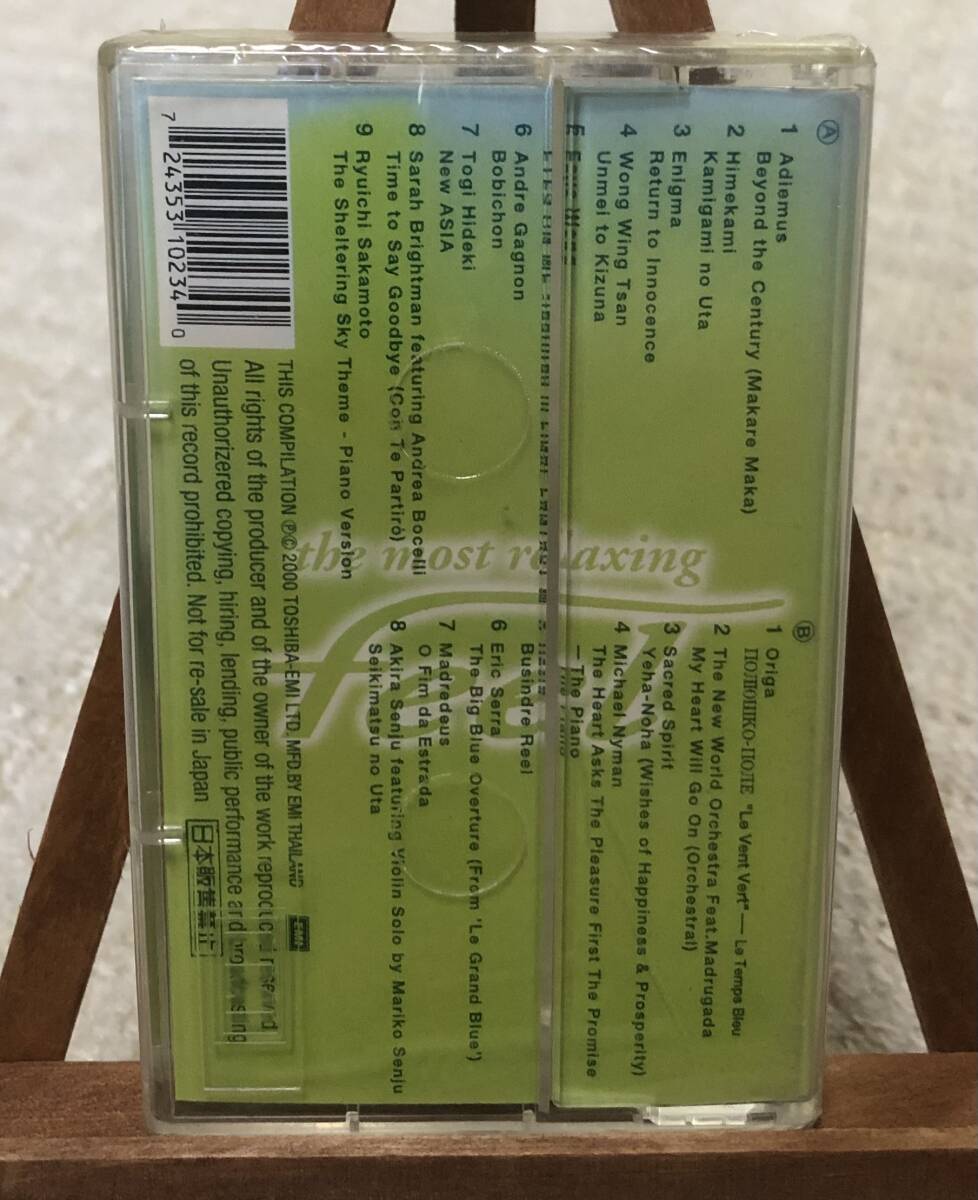 Ⓐ
1 Adiemus
Beyond the Century (Makare Maka)
2 Himekami
Kamigami no Uta
3 Enigma
Return to Innocence
4 Wong Wing Tsan
Unmei to Kizuna
5
6 Andre Gagnon
Bobichon
7 Togi Hideki
New ASIA
8 Sarah Brightman featuring Andrea Bocelli
Time to Say Goodbye (Con Te Partirò)
9 Ryuichi Sakamoto
The Sheltering Sky Theme - Piano Version
Ⓑ
1 Origa
ПОЛЮШКО-ПОЛЕ "Le Vent Vert"— Le Temps Bleu
2 The New World Orchestra Feat.Madrugada
My Heart Will Go On (Orchestral)
3 Sacred Spirit
Yeha-Noha (Wishes of Happiness & Prosperity)
4 Michael Nyman
The Heart Asks The Pleasure First The Promise
—The Piano
Busindre Reel
6 Eric Serra
The Big Blue Overture (From 'Le Grand Blue')
7 Madredeus
O Fim da Estrada
8 Akira Senju featuring Violin Solo by Mariko Senju
Seikimatsu no Uta
the most relaxing
feel
7 24353 10234 0
THIS COMPILATION ℗© 2000 TOSHIBA-EMI LTD. MFD.BY EMI THAILAND
EMI
All rights of the producer and of the owner of the work reproduced reserved
Unauthorizered copying, hiring, lending, public performance and broadcasting
of this record prohibited. Not for re-sale in Japan 日本販売禁止